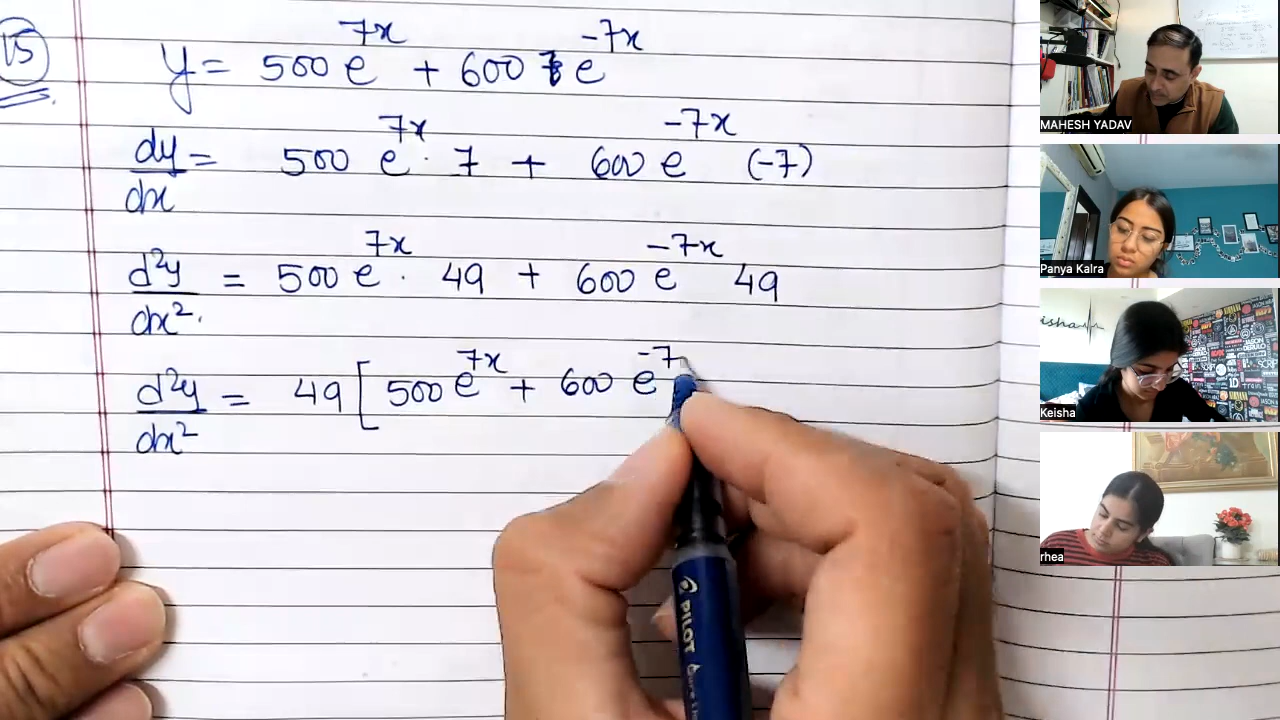 15
y = 500 e^7x + 600 e^-7x
dy/dx = 500 e^7x · 7 + 600 e^-7x (-7)
d²y/dx² = 500 e^7x · 49 + 600 e^-7x 49
d²y/dx² = 49 [ 500 e^7x + 600 e^-7
PILOT
MAHESH YADAV
Panya Kalra
isha
Keisha
rhea